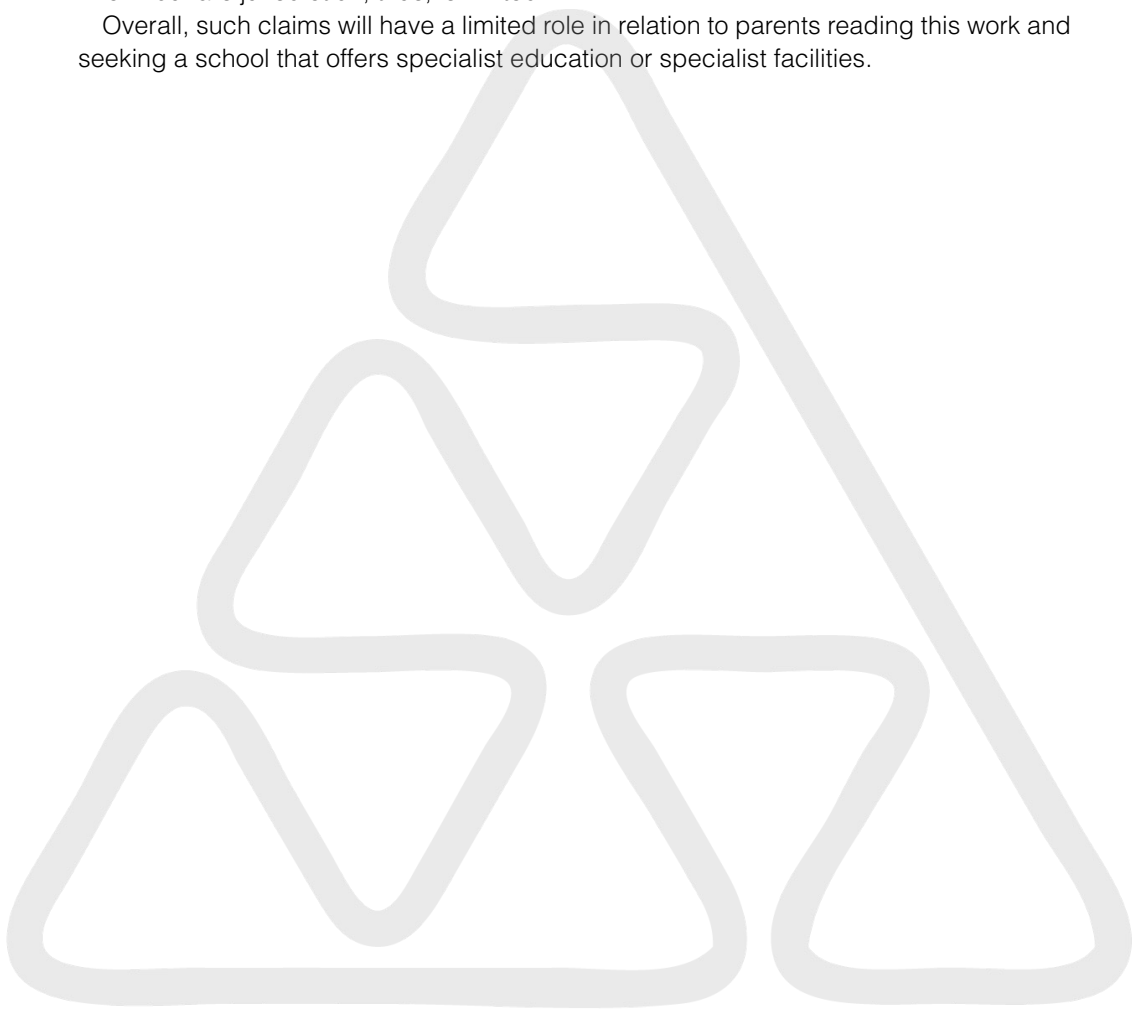 Overall, such claims will have a limited role in relation to parents reading this work and
seeking a school that offers specialist education or specialist facilities.